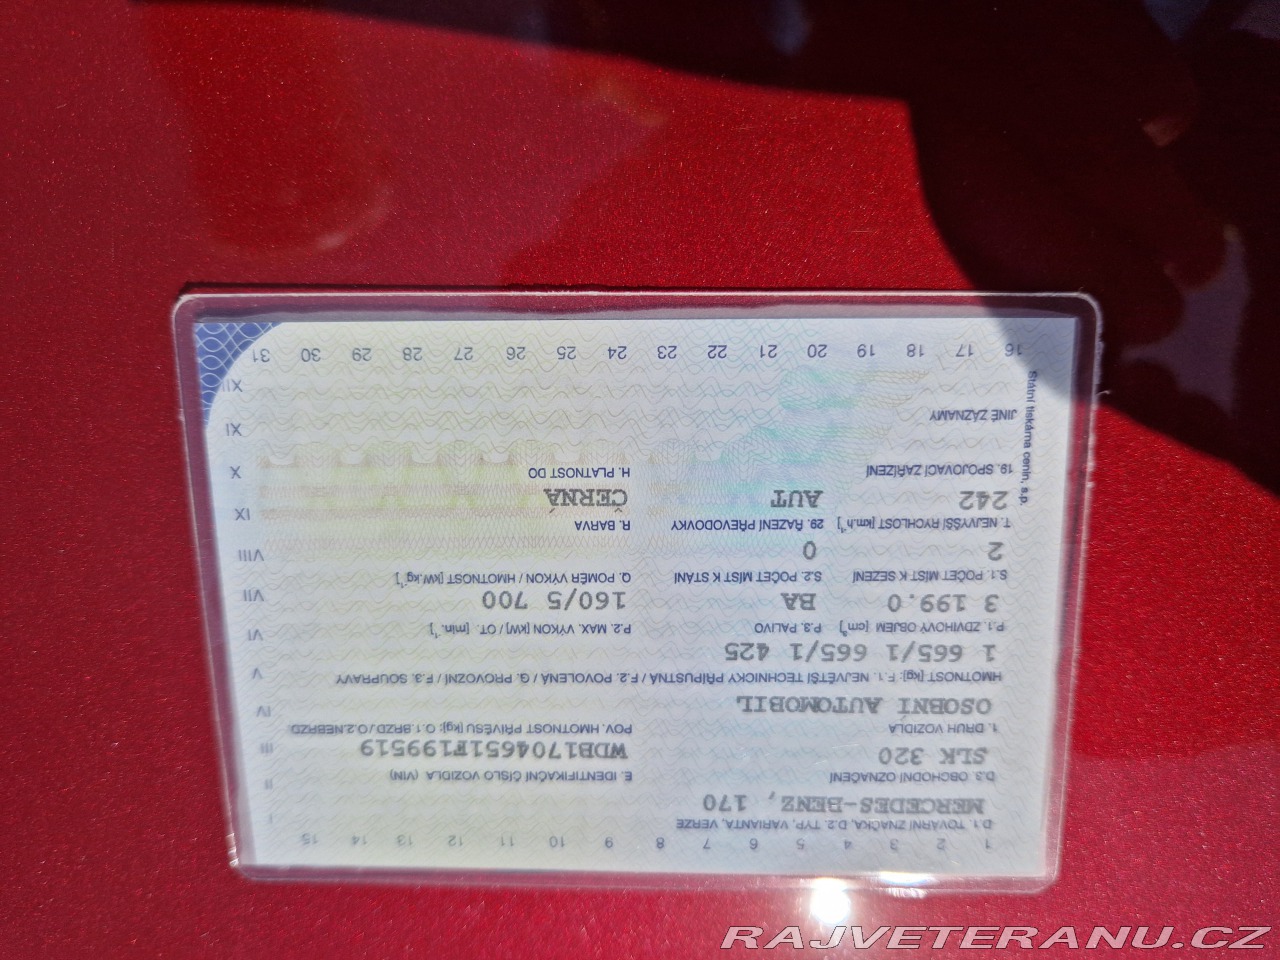 1 2 3 4 5 6 7 8 9 10 11 12 13 14 15
D.1. TOVÁRNÍ ZNAČKA, D.2. TYP, VARIANTA, VERZE
MERCEDES-BENZ, 170
D.3. OBCHODNÍ OZNAČENÍ
SLK 320
E. IDENTIFIKAČNÍ ČÍSLO VOZIDLA (VIN)
WDB1704651F199519
1. DRUH VOZIDLA
OSOBNÍ AUTOMOBIL
POV. HMOTNOST PŘÍVĚSU [kg]: O.1.BRZD./O.2.NEBRZD.
HMOTNOST [kg]: F.1. NEJVĚTŠÍ TECHNICKY PŘÍPUSTNÁ / F.2. POVOLENÁ / G. PROVOZNÍ / F.3. SOUPRAVY
1 665/1 665/1 425
P.1. ZDVIHOVÝ OBJEM [cm³] P.3. PALIVO P.2. MAX. VÝKON [kW] / OT. [min.⁻¹]
3 199.0 BA 160/5 700
S.1. POČET MÍST K SEZENÍ S.2. POČET MÍST K STÁNÍ Q. POMĚR VÝKON / HMOTNOST [kW.kg⁻¹]
2 0
T. NEJVYŠŠÍ RYCHLOST [km.h⁻¹] 29. ŘAZENÍ PŘEVODOVKY R. BARVA
242 AUT ČERNÁ
19. SPOJOVACÍ ZAŘÍZENÍ H. PLATNOST DO
JINÉ ZÁZNAMY
16 17 18 19 20 21 22 23 24 25 26 27 28 29 30 31
I
II
III
IV
V
VI
VII
VIII
IX
X
XI
XII
Státní tiskárna cenin, s.p.
RAJVETERANU.CZ